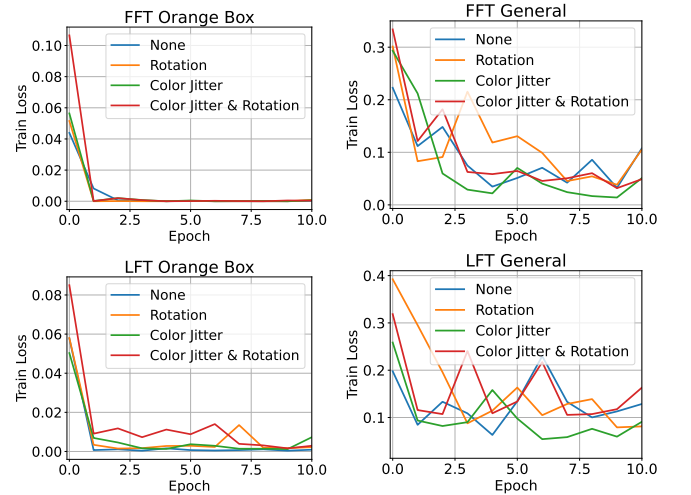 FFT Orange Box
0.10
0.08
0.06
0.04
0.02
0.00
Train Loss
None
Rotation
Color Jitter
Color Jitter & Rotation
0.0 2.5 5.0 7.5 10.0
Epoch
FFT General
0.3
0.2
0.1
0.0
Train Loss
None
Rotation
Color Jitter
Color Jitter & Rotation
0.0 2.5 5.0 7.5 10.0
Epoch
LFT Orange Box
0.08
0.06
0.04
0.02
0.00
Train Loss
None
Rotation
Color Jitter
Color Jitter & Rotation
0.0 2.5 5.0 7.5 10.0
Epoch
LFT General
0.4
0.3
0.2
0.1
Train Loss
None
Rotation
Color Jitter
Color Jitter & Rotation
0.0 2.5 5.0 7.5 10.0
Epoch